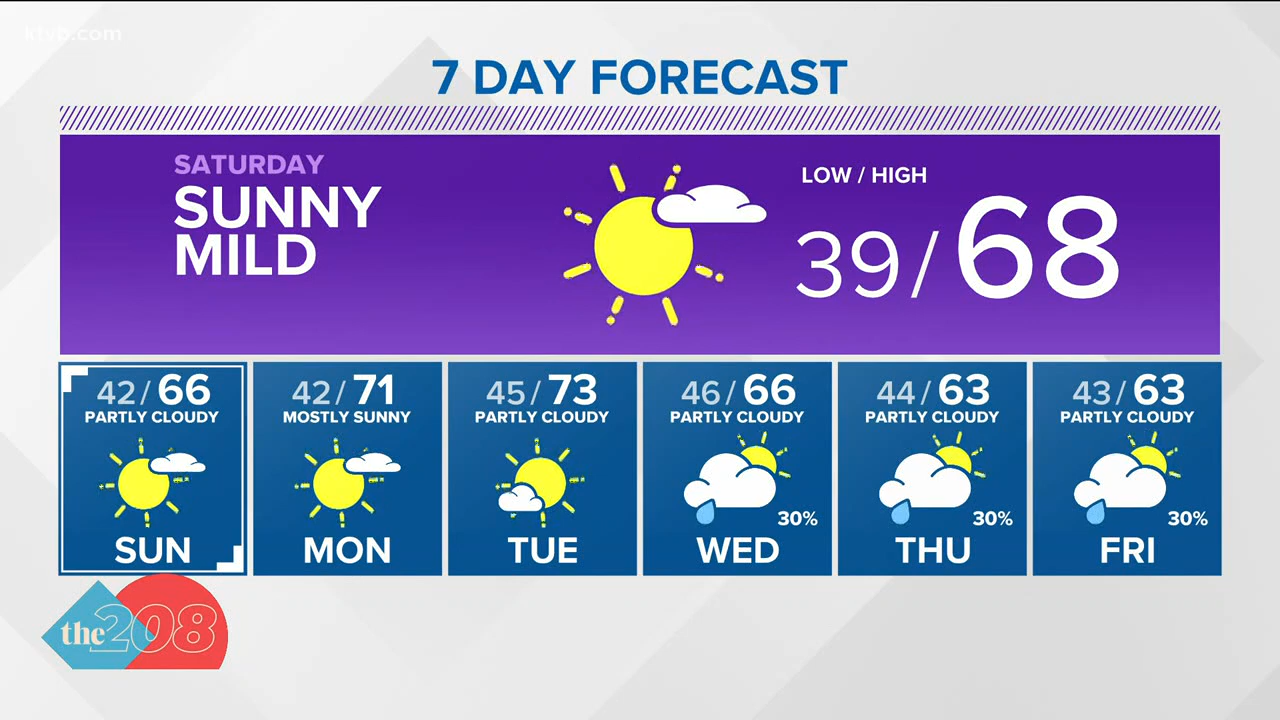 ktvb.com
7 DAY FORECAST
SATURDAY
SUNNY
MILD
LOW / HIGH
39/68
42/66
PARTLY CLOUDY
SUN
42/71
MOSTLY SUNNY
MON
45/73
PARTLY CLOUDY
TUE
46/66
PARTLY CLOUDY
30%
WED
44/63
PARTLY CLOUDY
30%
THU
43/63
PARTLY CLOUDY
30%
FRI
the208